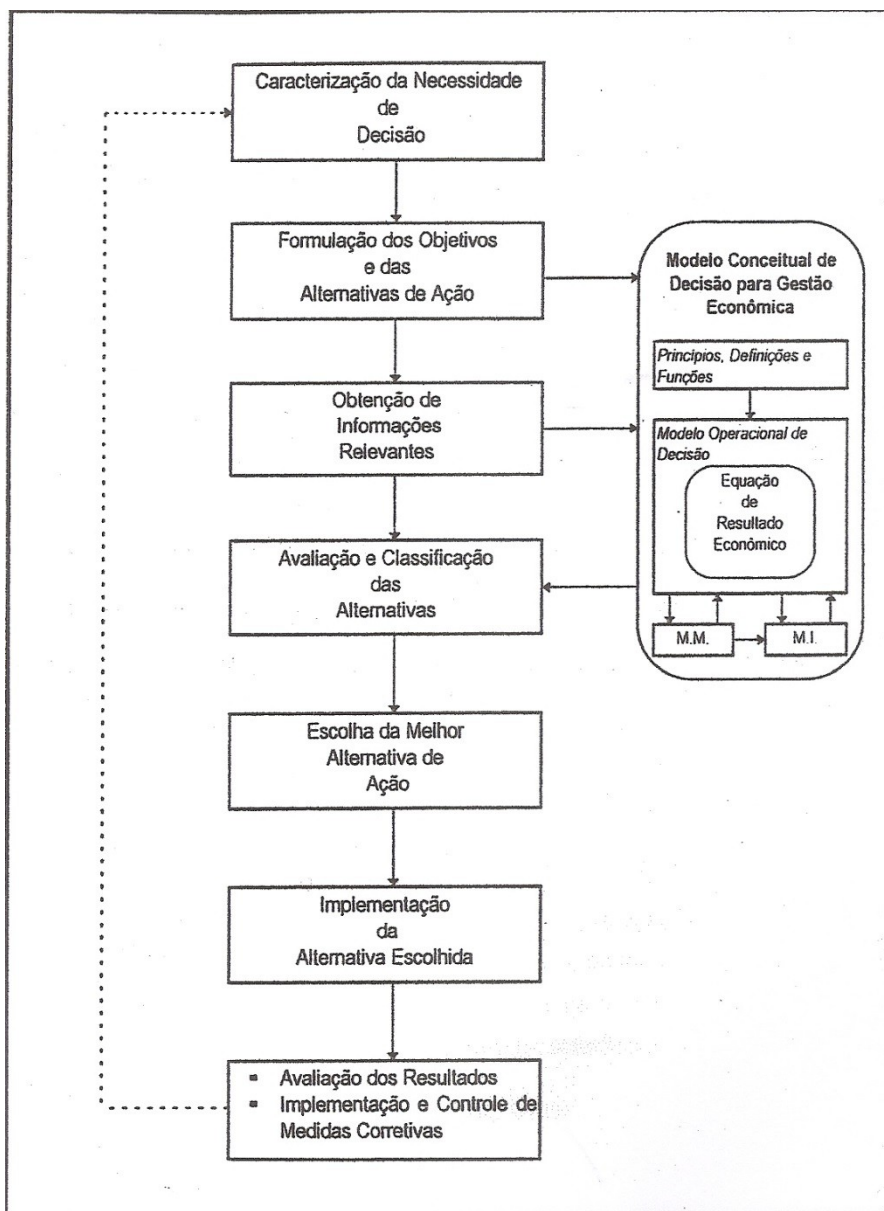 Caracterização da Necessidade
de
Decisão
Formulação dos Objetivos
e das
Alternativas de Ação
Modelo Conceitual de
Decisão para Gestão
Econômica
Princípios, Definições e
Funções
Obtenção de
Informações
Relevantes
Modelo Operacional de
Decisão
Equação
de
Resultado
Econômico
Avaliação e Classificação
das
Alternativas
M.M.
M.I.
Escolha da Melhor
Alternativa de
Ação
Implementação
da
Alternativa Escolhida
▪ Avaliação dos Resultados
▪ Implementação e Controle de
Medidas Corretivas